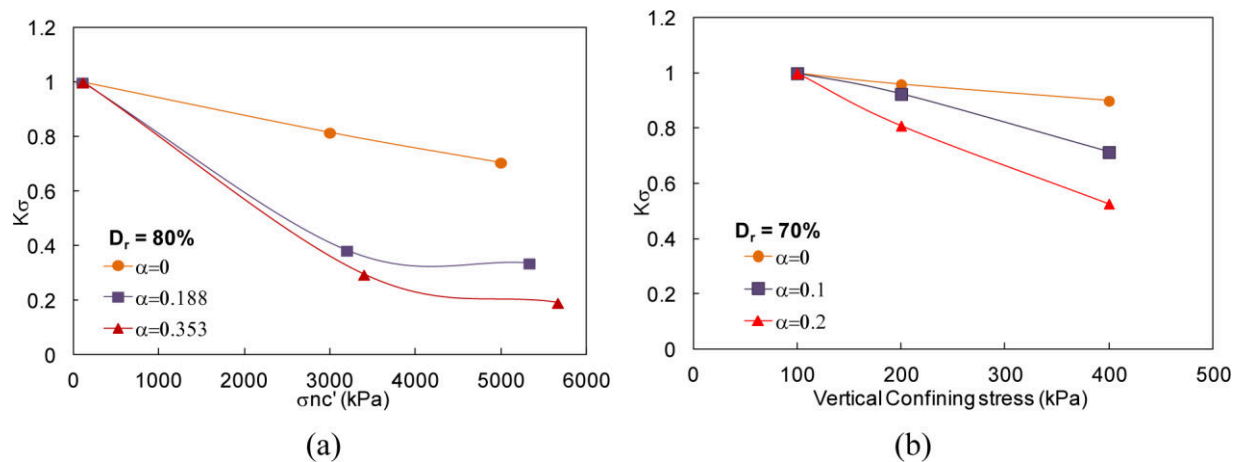 1.2
1
0.8
0.6
0.4
0.2
0
Kσ
Dr = 80%
α=0
α=0.188
α=0.353
0 1000 2000 3000 4000 5000 6000
σnc' (kPa)
(a)
1.2
1
0.8
0.6
0.4
0.2
0
Kσ
Dr = 70%
α=0
α=0.1
α=0.2
100 200 300 400 500
Vertical Confining stress (kPa)
(b)